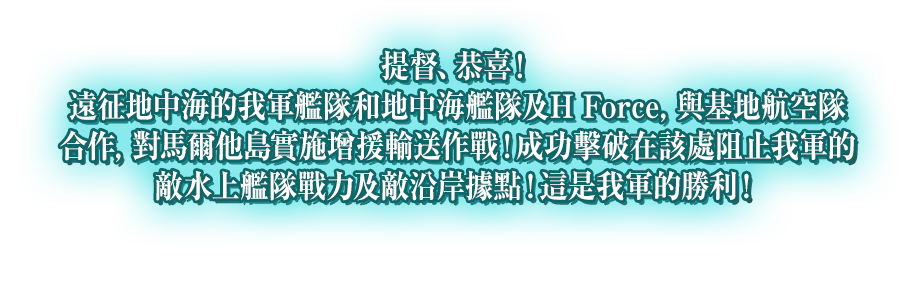 提督、恭喜！
遠征地中海的我軍艦隊和地中海艦隊及H Force, 與基地航空隊
合作, 對馬爾他島實施增援輸送作戰！成功擊破在該處阻止我軍的
敵水上艦隊戰力及敵沿岸據點！這是我軍的勝利！